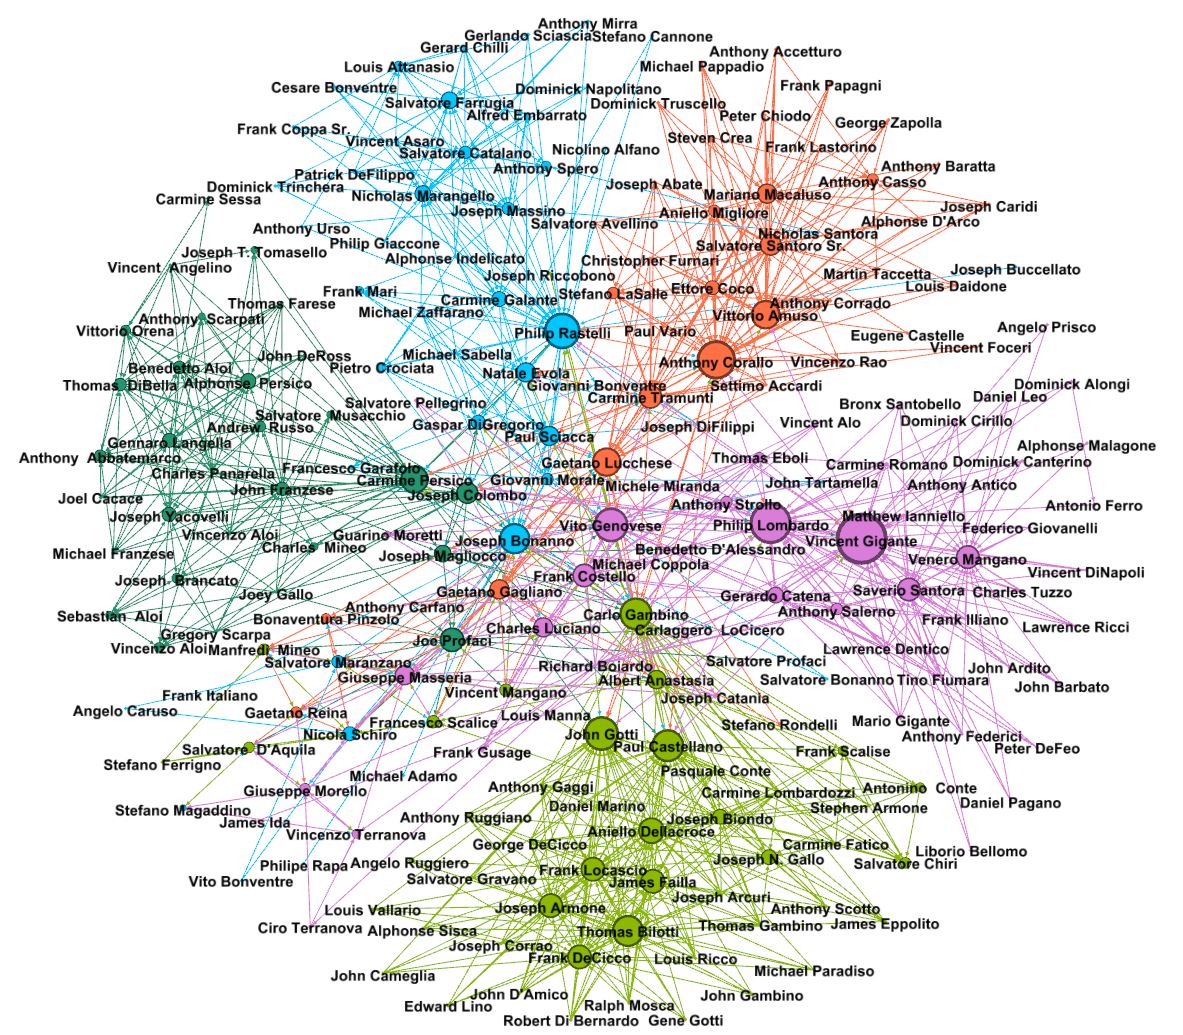 Anthony Mirra
Gerlando Sciascia
Stefano Cannone
Gerard Chilli
Anthony Accetturo
Louis Attanasio
Michael Pappadio
Cesare Bonventre
Dominick Napolitano
Frank Papagni
Salvatore Farrugia
Dominick Truscello
Alfred Embarrato
Peter Chiodo
George Zapolla
Frank Coppa Sr.
Vincent Asaro
Steven Crea
Salvatore Catalano
Nicolino Alfano
Frank Lastorino
Anthony Spero
Anthony Baratta
Patrick DeFilippo
Anthony Casso
Dominick Trinchera
Joseph Abate
Carmine Sessa
Nicholas Marangello
Mariano Macaluso
Joseph Caridi
Joseph Massino
Aniello Migliore
Alphonse D'Arco
Salvatore Avellino
Anthony Urso
Nicholas Santora
Philip Giaccone
Salvatore Santoro Sr.
Joseph T. Tomasello
Alphonse Indelicato
Christopher Furnari
Vincent Angelino
Joseph Riccobono
Martin Taccetta
Joseph Buccellato
Frank Mari
Stefano LaSalle
Ettore Coco
Louis Daidone
Thomas Farese
Carmine Galante
Anthony Corrado
Michael Zaffarano
Vittorio Amuso
Anthony Scarpati
Vittorio Orena
Philip Rastelli
Paul Vario
Eugene Castelle
Angelo Prisco
Vincent Foceri
John DeRoss
Michael Sabella
Benedetto Aloi
Pietro Crociata
Natale Evola
Anthony Corallo
Vincenzo Rao
Thomas DiBella
Alphonse Persico
Giovanni Bonventre
Settimo Accardi
Dominick Alongi
Carmine Tramunti
Daniel Leo
Salvatore Pellegrino
Bronx Santobello
Salvatore Musacchio
Gaspar DiGregorio
Joseph DiFilippi
Vincent Alo
Dominick Cirillo
Andrew Russo
Paul Sciacca
Gennaro Langella
Alphonse Malagone
Anthony Abbatemarco
Francesco Garafolo
Gaetano Lucchese
Thomas Eboli
Carmine Romano
Dominick Canterino
Charles Panarella
Carmine Persico
Giovanni Morale
Michele Miranda
John Tartamella
Anthony Antico
John Franzese
Joseph Colombo
Joel Cacace
Anthony Strollo
Antonio Ferro
Joseph Yacovelli
Matthew Ianniello
Vito Genovese
Philip Lombardo
Federico Giovanelli
Vincenzo Aloi
Guarino Moretti
Joseph Bonanno
Vincent Gigante
Michael Franzese
Charles Mineo
Joseph Magliocco
Benedetto D'Alessandro
Venero Mangano
Michael Coppola
Vincent DiNapoli
Joseph Brancato
Frank Costello
Joey Gallo
Gaetano Gagliano
Gerardo Catena
Saverio Santora
Charles Tuzzo
Anthony Carfano
Sebastian Aloi
Bonaventura Pinzolo
Carlo Gambino
Anthony Salerno
Frank Illiano
Gregory Scarpa
Charles Luciano
Carlaggero LoCicero
Lawrence Ricci
Vincenzo Aloi
Manfredi Mineo
Joe Profaci
Lawrence Dentico
Salvatore Maranzano
Richard Boiardo
Salvatore Profaci
John Ardito
Giuseppe Masseria
Albert Anastasia
Salvatore Bonanno
Tino Fiumara
John Barbato
Frank Italiano
Vincent Mangano
Joseph Catania
Angelo Caruso
Gaetano Reina
Francesco Scalice
Louis Manna
Stefano Rondelli
Mario Gigante
Nicola Schiro
John Gotti
Anthony Federici
Salvatore D'Aquila
Frank Gusage
Paul Castellano
Frank Scalise
Peter DeFeo
Stefano Ferrigno
Michael Adamo
Pasquale Conte
Giuseppe Morello
Anthony Gaggi
Carmine Lombardozzi
Antonino Conte
Stefano Magaddino
Daniel Marino
Stephen Armone
Daniel Pagano
James Ida
Anthony Ruggiano
Joseph Biondo
Vincenzo Terranova
Aniello Dellacroce
George DeCicco
Carmine Fatico
Liborio Bellomo
Philipe Rapa
Angelo Ruggiero
Joseph N. Gallo
Salvatore Chiri
Vito Bonventre
Salvatore Gravano
Frank Locascio
James Failla
Louis Vallario
Joseph Armone
Joseph Arcuri
Anthony Scotto
Ciro Terranova
Alphonse Sisca
Thomas Bilotti
Thomas Gambino
James Eppolito
Joseph Corrao
Frank DeCicco
Louis Ricco
John Cameglia
Michael Paradiso
John D'Amico
John Gambino
Edward Lino
Ralph Mosca
Robert Di Bernardo
Gene Gotti